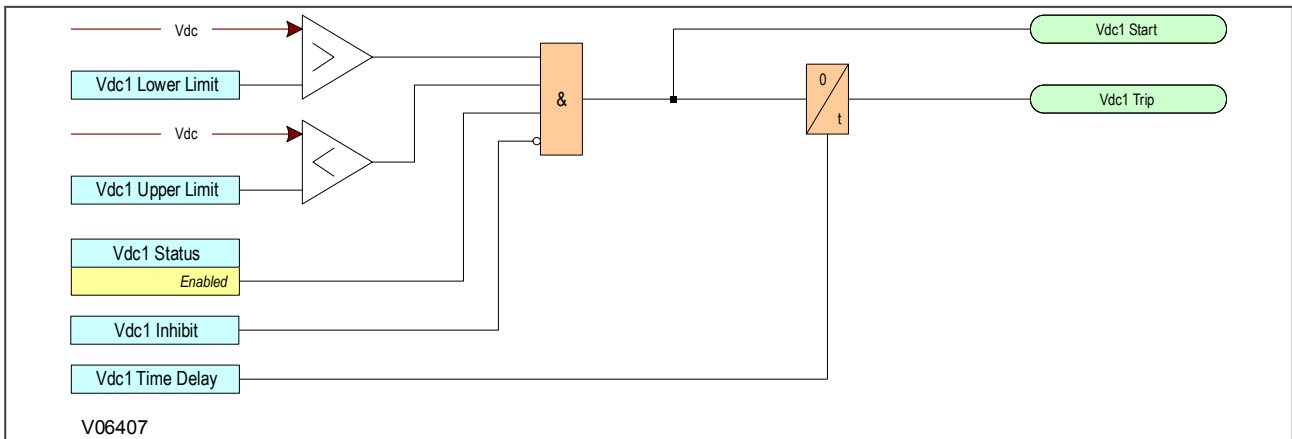 Vdc
Vdc1 Start
>
Vdc1 Lower Limit
&
0
t
Vdc1 Trip
Vdc
<
Vdc1 Upper Limit
Vdc1 Status
Enabled
Vdc1 Inhibit
Vdc1 Time Delay
V06407